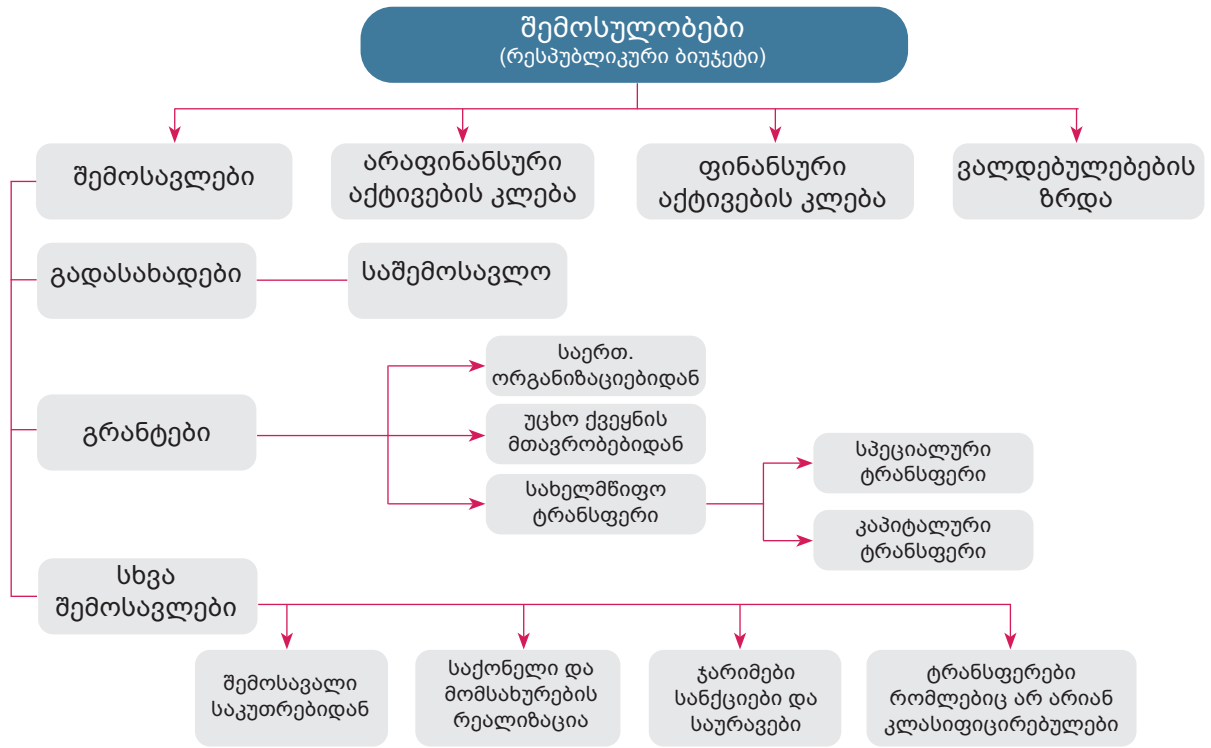 შემოსულობები
(რესპუბლიკური ბიუჯეტი)
შემოსავლები
არაფინანსური
აქტივების კლება
ფინანსური
აქტივების კლება
ვალდებულებების
ზრდა
გადასახადები
საშემოსავლო
გრანტები
საერთ.
ორგანიზაციებიდან
უცხო ქვეყნის
მთავრობებიდან
სახელმწიფო
ტრანსფერი
სპეციალური
ტრანსფერი
კაპიტალური
ტრანსფერი
სხვა
შემოსავლები
შემოსავალი
საკუთრებიდან
საქონელი და
მომსახურების
რეალიზაცია
ჯარიმები
სანქციები და
საურავები
ტრანსფერები
რომლებიც არ არიან
კლასიფიცირებულები